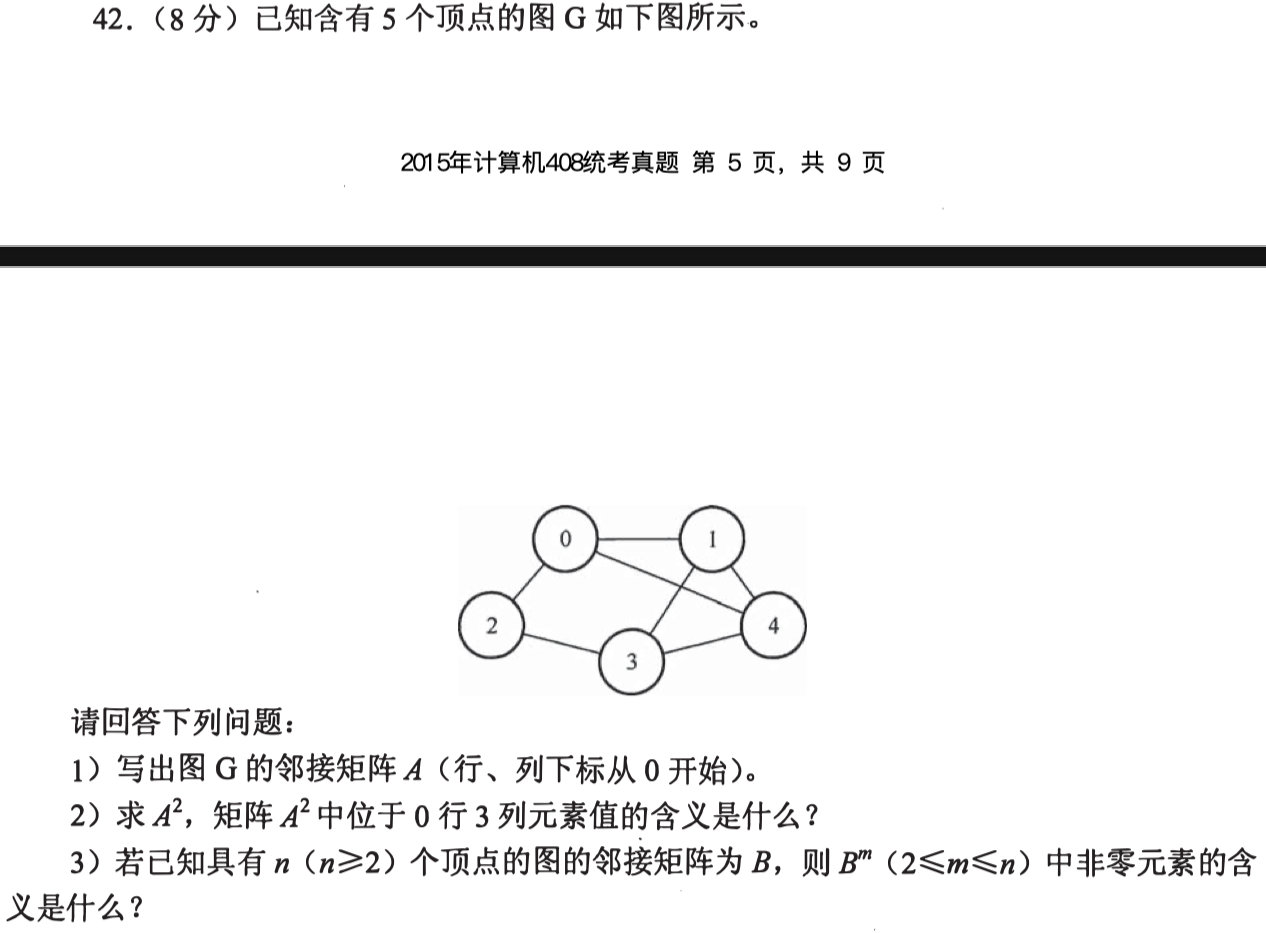 42.（8 分）已知含有 5 个顶点的图 G 如下图所示。
2015年计算机408统考真题 第 5 页，共 9 页
0
1
2
4
3
请回答下列问题：
1）写出图 G 的邻接矩阵 A（行、列下标从 0 开始）。
2）求 A²，矩阵 A² 中位于 0 行 3 列元素值的含义是什么？
3）若已知具有 n（n≥2）个顶点的图的邻接矩阵为 B，则 Bᵐ（2≤m≤n）中非零元素的含
义是什么？